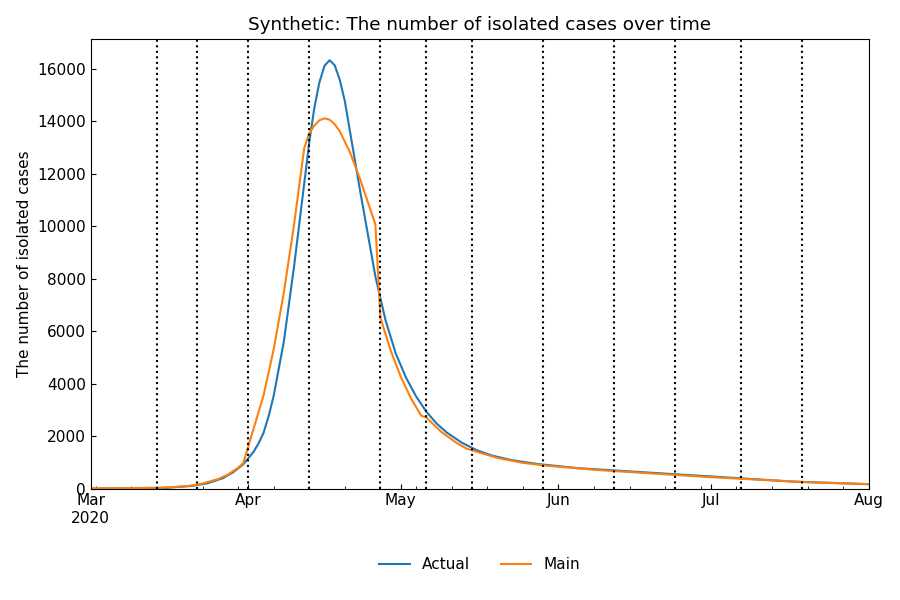 Synthetic: The number of isolated cases over time
The number of isolated cases
16000
14000
12000
10000
8000
6000
4000
2000
0
Mar Apr May Jun Jul Aug
2020
Actual Main